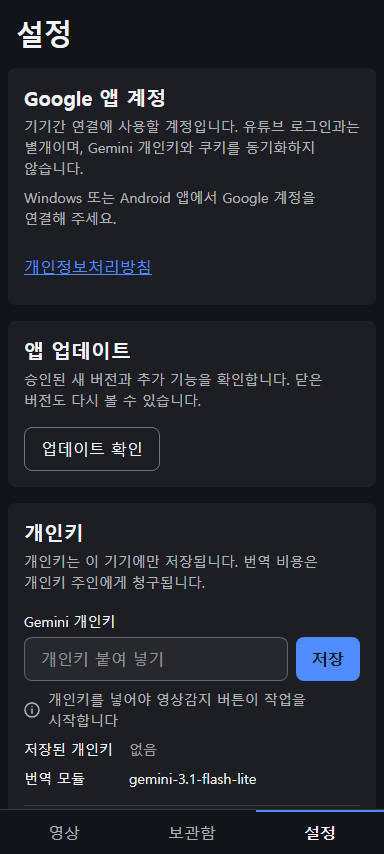 설정
Google 앱 계정
기기간 연결에 사용할 계정입니다. 유튜브 로그인과는
별개이며, Gemini 개인키와 쿠키를 동기화하지
않습니다.
Windows 또는 Android 앱에서 Google 계정을
연결해 주세요.
개인정보처리방침
앱 업데이트
승인된 새 버전과 추가 기능을 확인합니다. 닫은
버전도 다시 볼 수 있습니다.
업데이트 확인
개인키
개인키는 이 기기에만 저장됩니다. 번역 비용은
개인키 주인에게 청구됩니다.
Gemini 개인키
개인키 붙여 넣기
저장
개인키를 넣어야 영상감지 버튼이 작업을
시작합니다
저장된 개인키 없음
번역 모듈 gemini-3.1-flash-lite
영상 보관함 설정